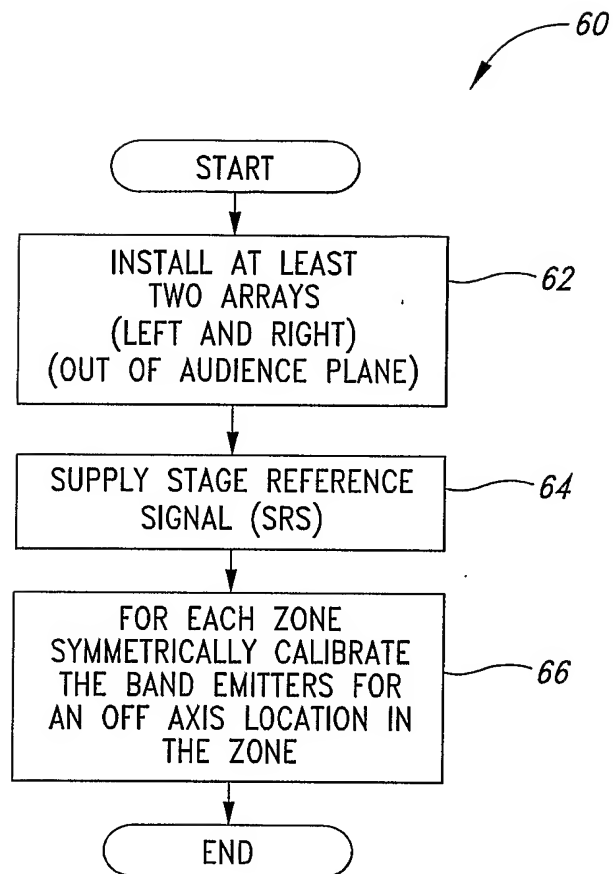 60
START
INSTALL AT LEAST
TWO ARRAYS
(LEFT AND RIGHT)
(OUT OF AUDIENCE PLANE)
62
SUPPLY STAGE REFERENCE
SIGNAL (SRS)
64
FOR EACH ZONE
SYMMETRICALLY CALIBRATE
THE BAND EMITTERS FOR
AN OFF AXIS LOCATION IN
THE ZONE
66
END